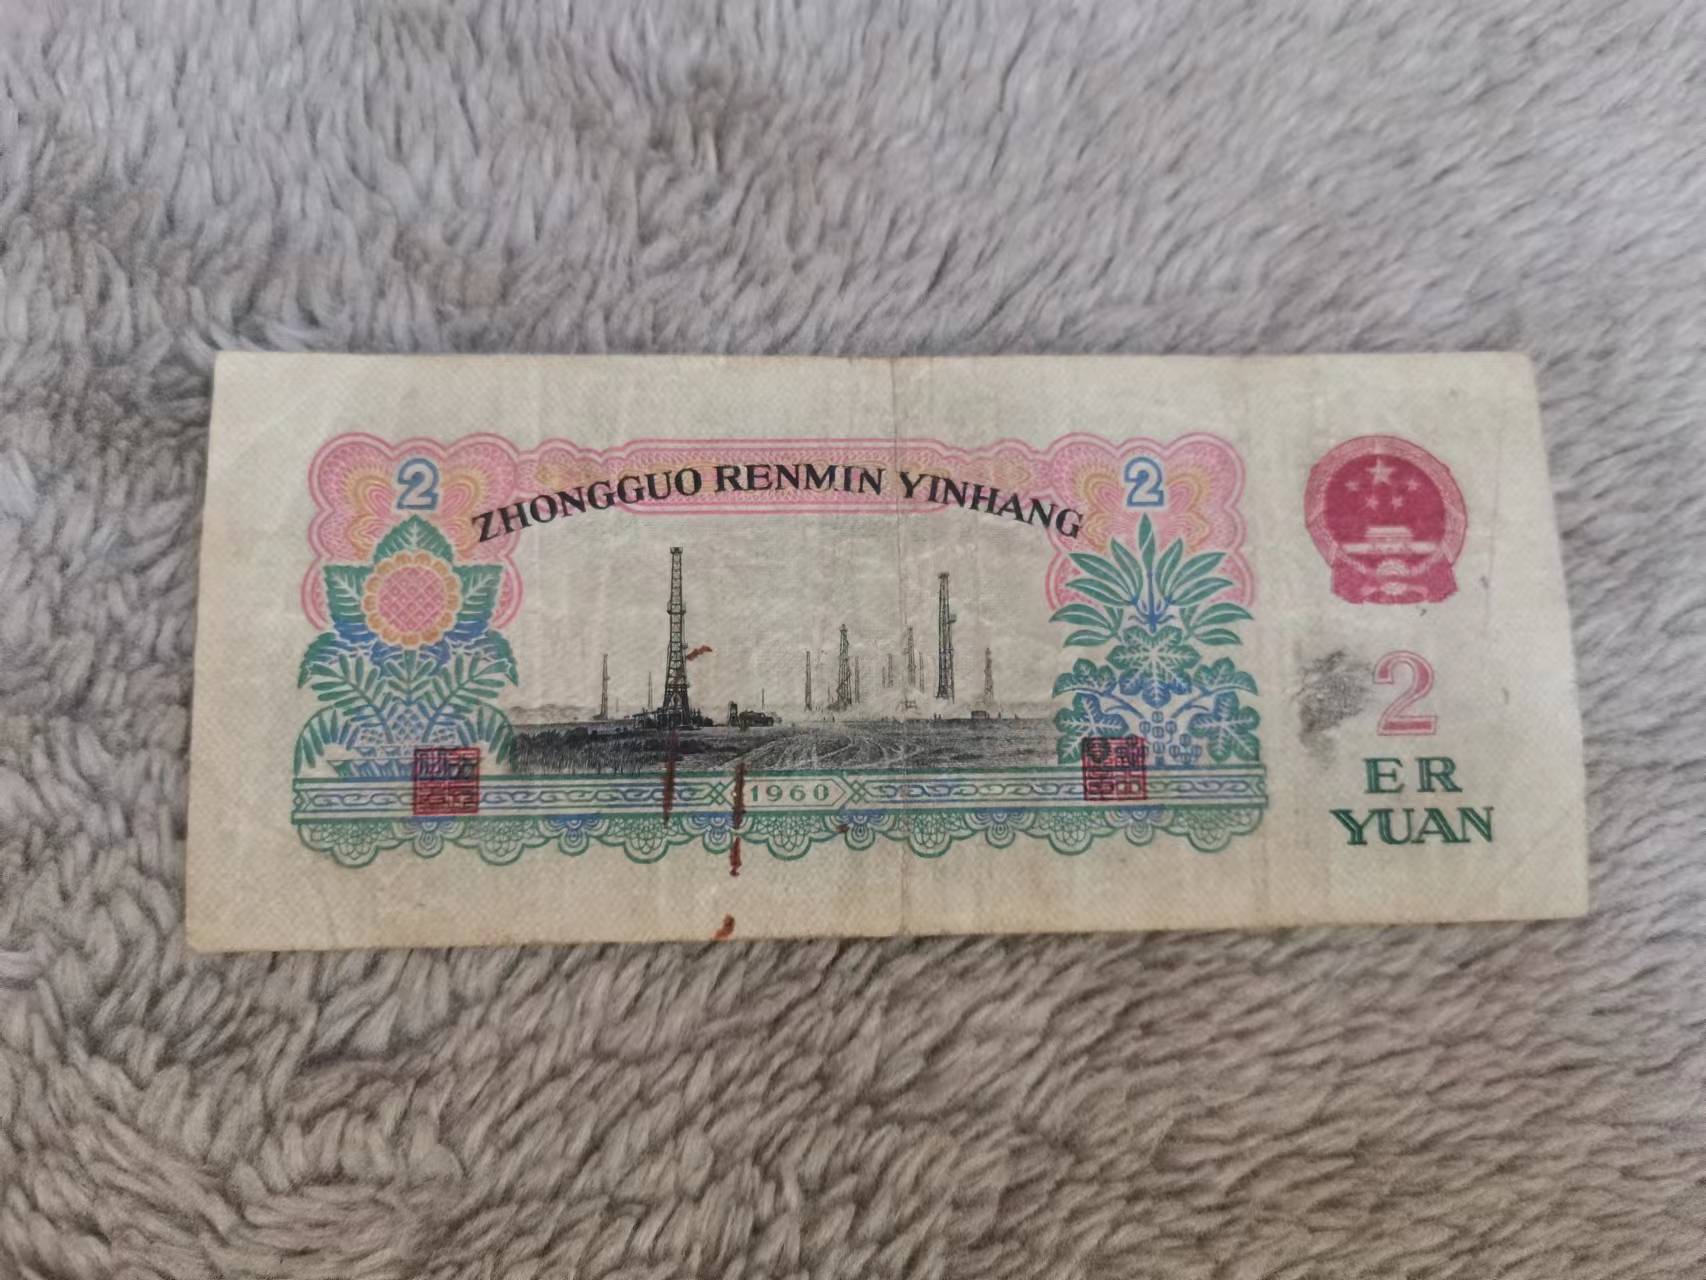 2
2
ZHONGGUO RENMIN YINHANG
1960
2
ER
YUAN